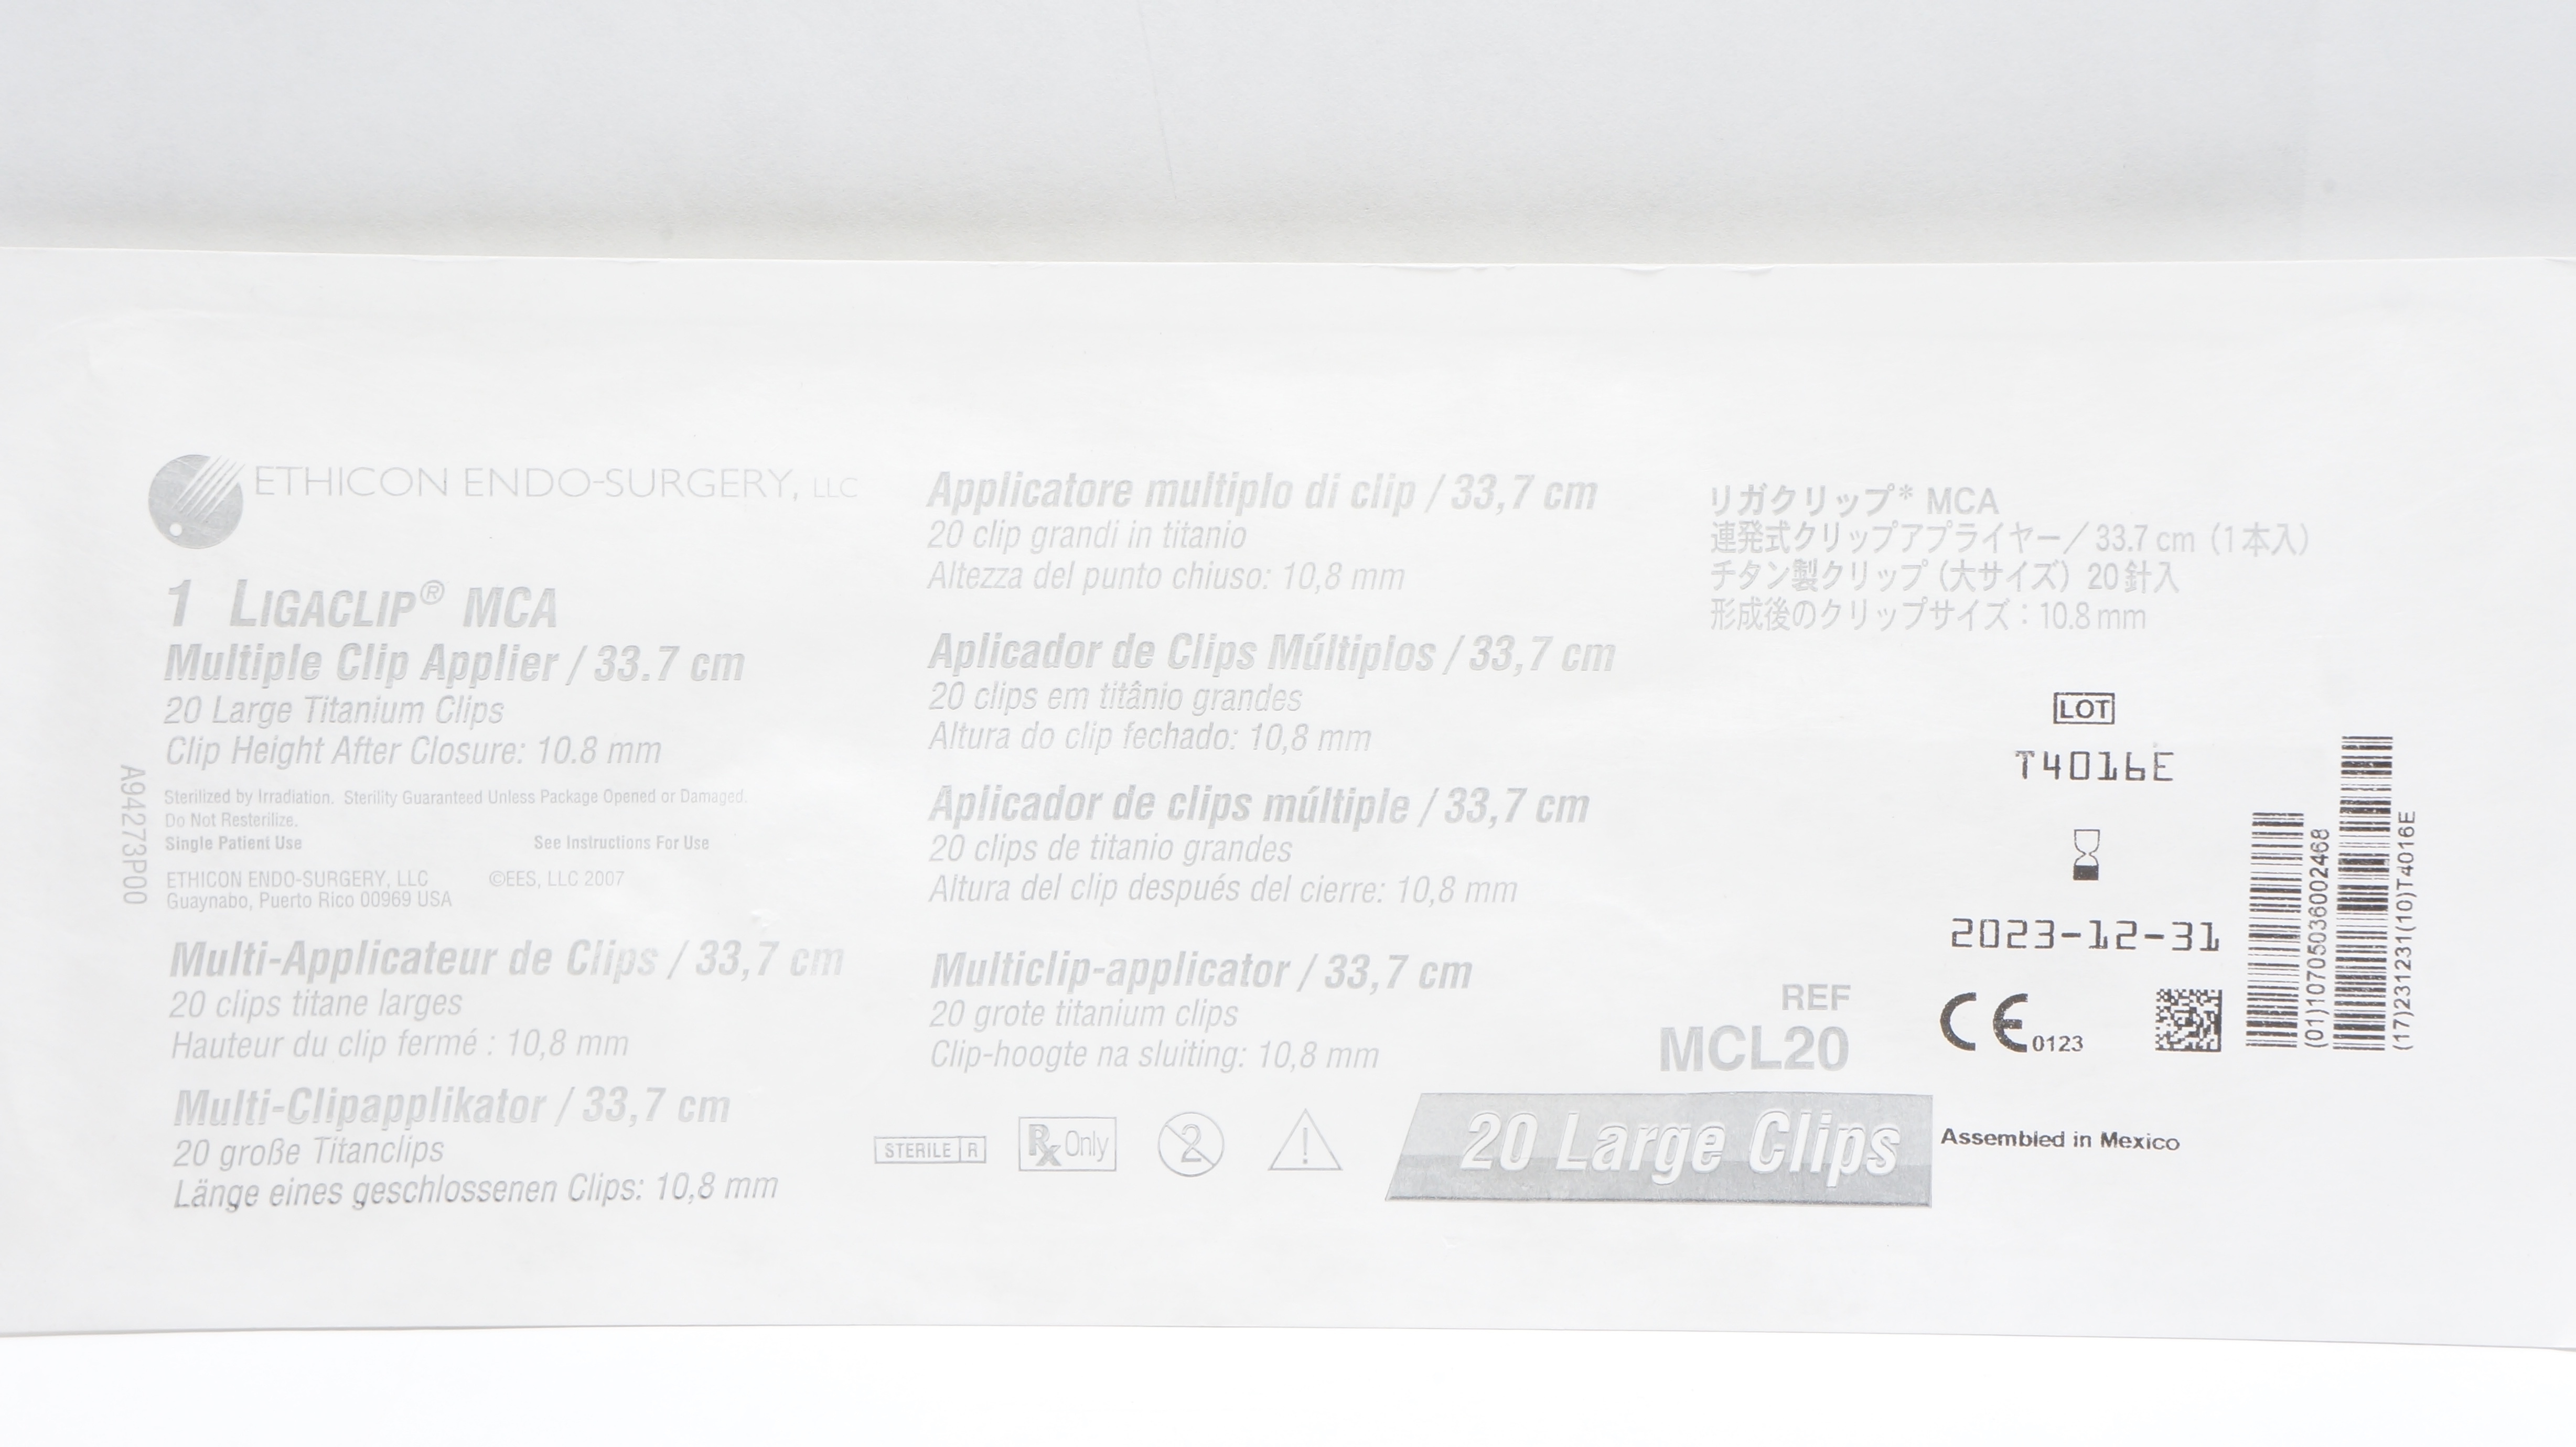 ETHICON ENDO-SURGERY, LLC
1 LIGACLIP® MCA
Multiple Clip Applier / 33.7 cm
20 Large Titanium Clips
Clip Height After Closure: 10.8 mm
Sterilized by Irradiation. Sterility Guaranteed Unless Package Opened or Damaged.
Do Not Resterilize.
Single Patient Use See Instructions For Use
ETHICON ENDO-SURGERY, LLC ©EES, LLC 2007
Guaynabo, Puerto Rico 00969 USA
A94273P00
Multi-Applicateur de Clips / 33,7 cm
20 clips titane larges
Hauteur du clip fermé : 10,8 mm
Multi-Clipapplikator / 33,7 cm
20 große Titanclips
Länge eines geschlossenen Clips: 10,8 mm
Applicatore multiplo di clip / 33,7 cm
20 clip grandi in titanio
Altezza del punto chiuso: 10,8 mm
Aplicador de Clips Múltiplos / 33,7 cm
20 clips em titânio grandes
Altura do clip fechado: 10,8 mm
Aplicador de clips múltiple / 33,7 cm
20 clips de titanio grandes
Altura del clip después del cierre: 10,8 mm
Multiclip-applicator / 33,7 cm
20 grote titanium clips
Clip-hoogte na sluiting: 10,8 mm
STERILE R
Rx Only
2
!
リガクリップ* MCA
連発式クリップアプライヤー／33.7 cm（1本入）
チタン製クリップ（大サイズ）20針入
形成後のクリップサイズ：10.8 mm
LOT
T4016E
2023-12-31
CE 0123
REF
MCL20
20 Large Clips
Assembled in Mexico
(01)10705036002468
(17)231231(10)T4016E